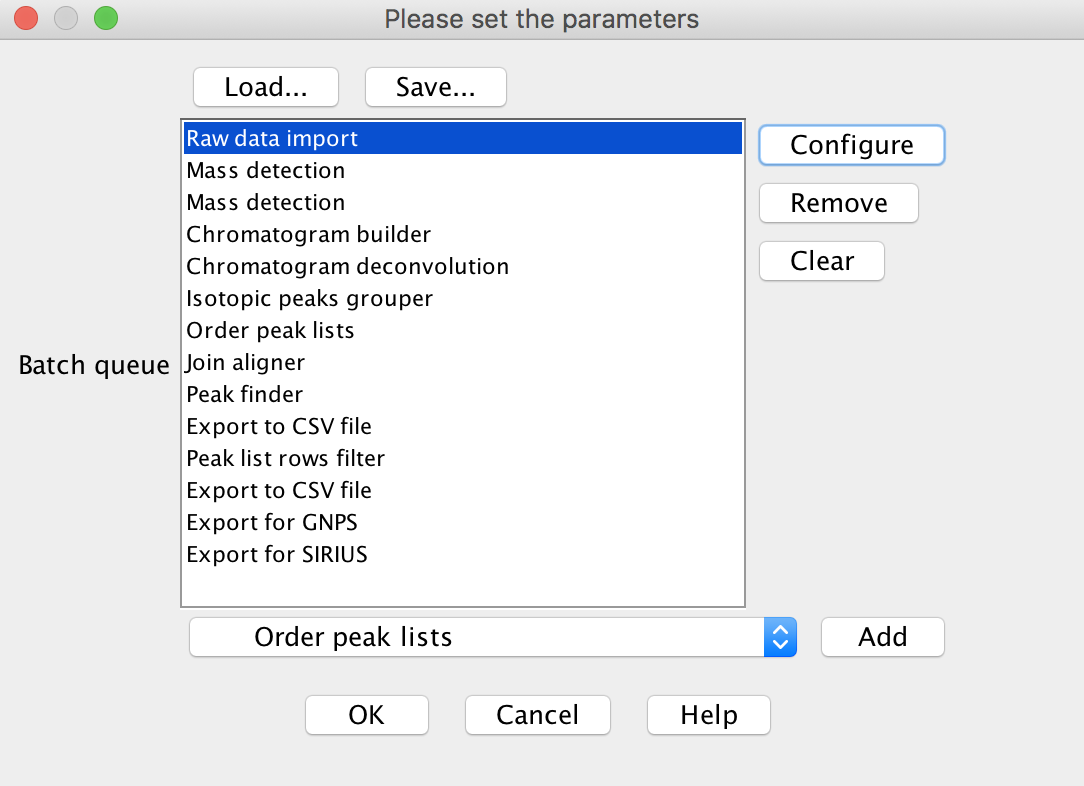 Please set the parameters
Load...
Save...
Raw data import
Mass detection
Mass detection
Chromatogram builder
Chromatogram deconvolution
Isotopic peaks grouper
Order peak lists
Join aligner
Peak finder
Export to CSV file
Peak list rows filter
Export to CSV file
Export for GNPS
Export for SIRIUS
Configure
Remove
Clear
Batch queue
Order peak lists
Add
OK
Cancel
Help